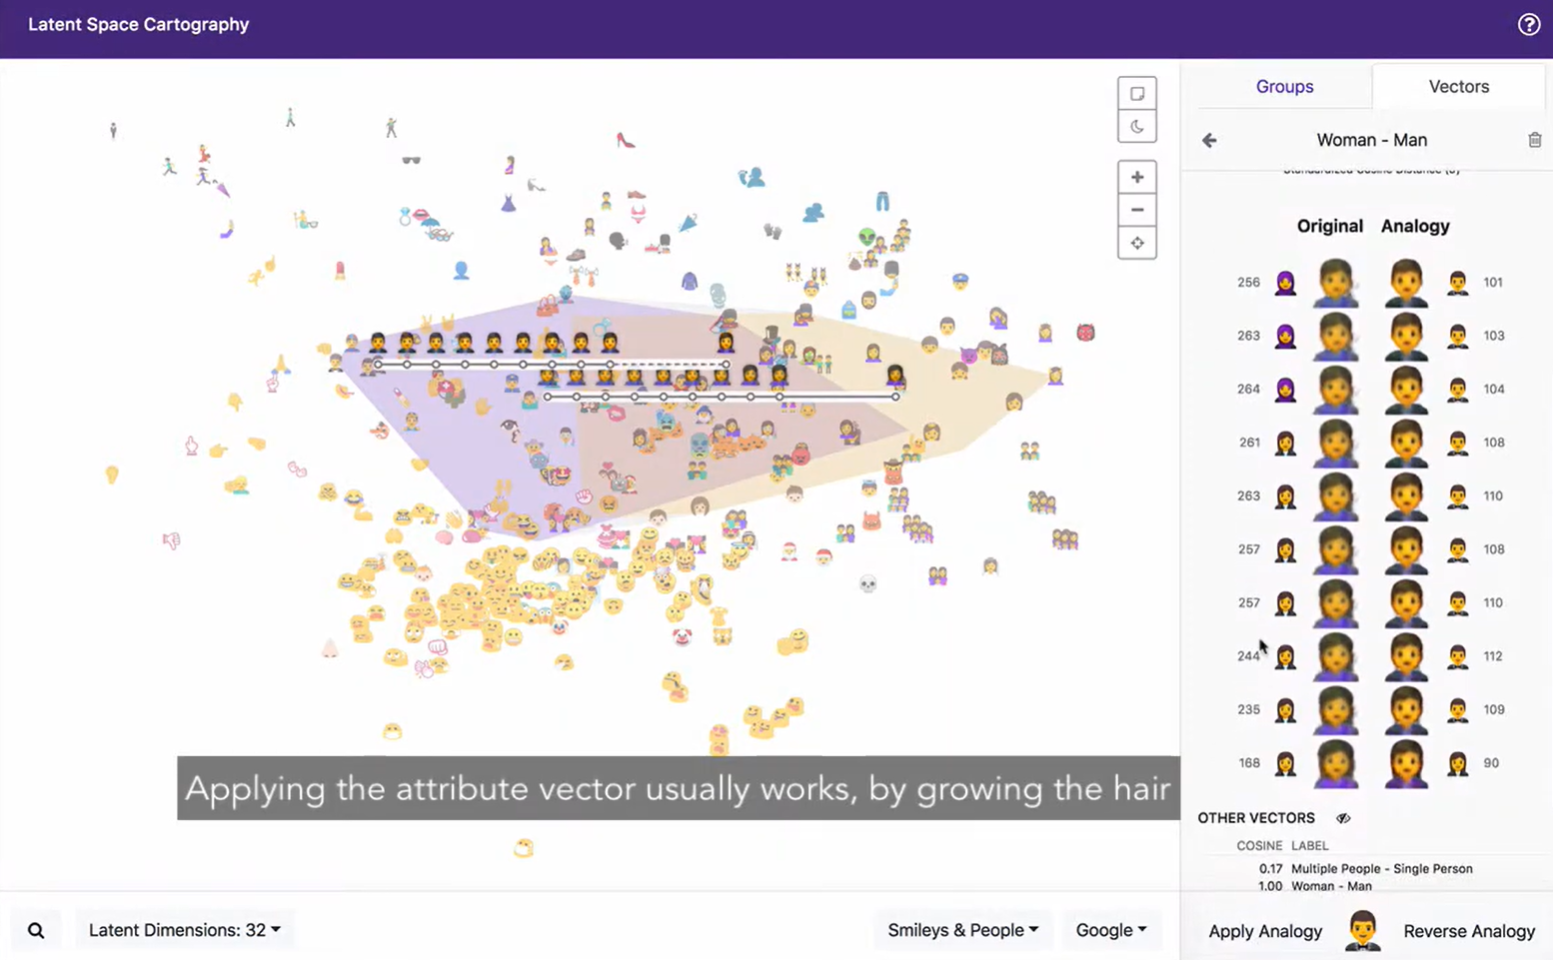 Latent Space Cartography
Groups
Vectors
Woman - Man
Standardized Cosine Distance (σ)
Original Analogy
256 101
263 103
264 104
261 108
263 110
257 108
257 110
244 112
235 109
168 90
Applying the attribute vector usually works, by growing the hair
OTHER VECTORS
COSINE LABEL
0.17 Multiple People - Single Person
1.00 Woman - Man
Latent Dimensions: 32
Smileys & People
Google
Apply Analogy
Reverse Analogy